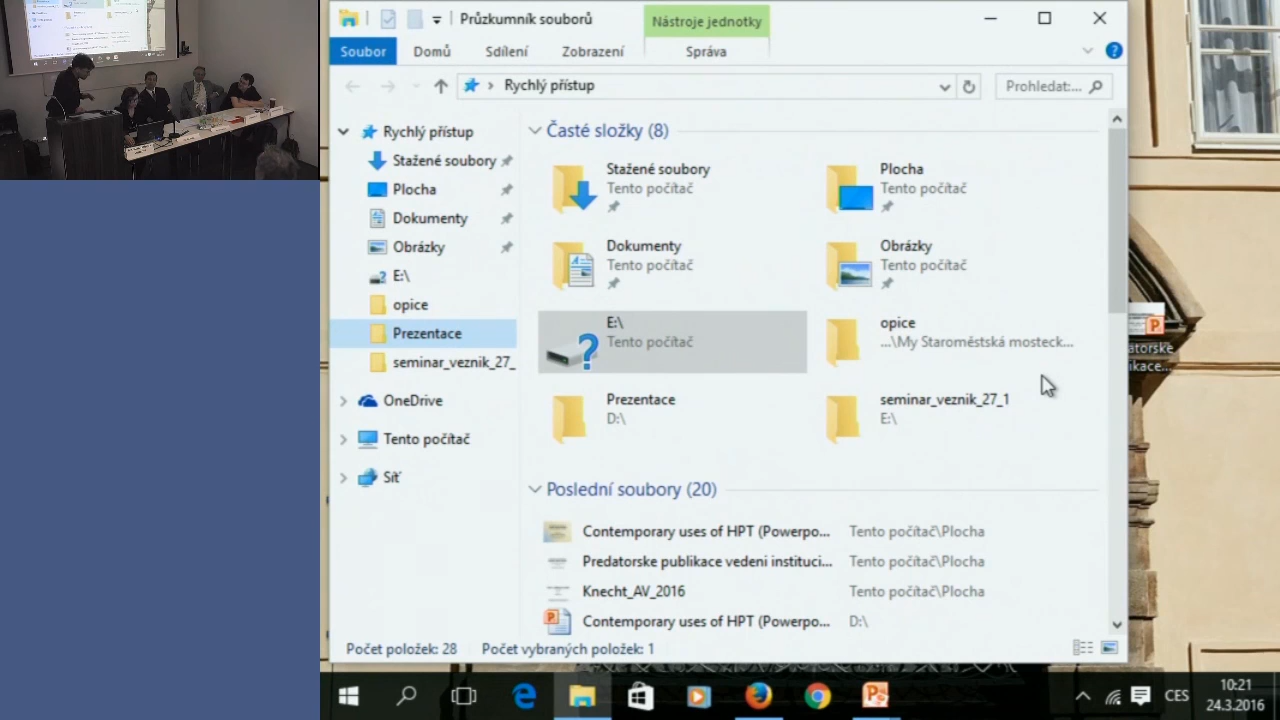 Průzkumník souborů
Nástroje jednotky
Soubor
Domů
Sdílení
Zobrazení
Správa
Rychlý přístup
Prohledat:...
Rychlý přístup
Stažené soubory
Plocha
Dokumenty
Obrázky
E:\
opice
Prezentace
seminar_veznik_27_
OneDrive
Tento počítač
Síť
Časté složky (8)
Stažené soubory
Tento počítač
Plocha
Tento počítač
Dokumenty
Tento počítač
Obrázky
Tento počítač
E:\
Tento počítač
opice
...\My Staroměstská mosteck...
Prezentace
D:\
seminar_veznik_27_1
E:\
Poslední soubory (20)
Contemporary uses of HPT (Powerpo... Tento počítač\Plocha
Predatorske publikace vedeni instituci... Tento počítač\Plocha
Knecht_AV_2016 Tento počítač\Plocha
Contemporary uses of HPT (Powerpo... D:\
Počet položek: 28 Počet vybraných položek: 1
atorske
ikace...
CES
10:21
24.3.2016